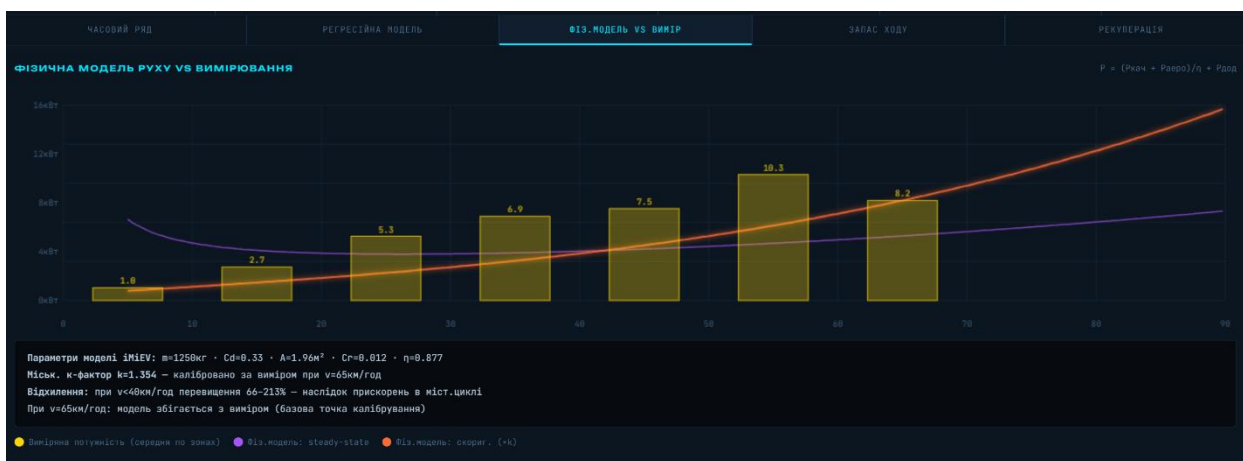 ЧАСОВИЙ РЯД
РЕГРЕСІЙНА МОДЕЛЬ
ФІЗ.МОДЕЛЬ VS ВИМІР
ЗАПАС ХОДУ
РЕКУПЕРАЦІЯ
ФІЗИЧНА МОДЕЛЬ РУХУ VS ВИМІРЮВАННЯ
P = (Pкоч + Pаеро)/η + Pдод
16кВт
12кВт
8кВт
4кВт
0кВт
1.0
2.7
5.3
6.9
7.5
10.3
8.2
0 10 20 30 40 50 60 70 80 90
Параметри моделі iMiEV: m=1250кг · Cd=0.33 · A=1.96м² · Cr=0.012 · η=0.877
Міськ. к-фактор k=1.354 — калібровано за виміром при v=65км/год
Відхилення: при v<40км/год перевищення 66–213% — наслідок прискорень в міст.циклі
При v=65км/год: модель збігається з виміром (базова точка калібрування)
Виміряна потужність (середня по зонах)
Фіз.модель: steady-state
Фіз.модель: скориг. (×k)